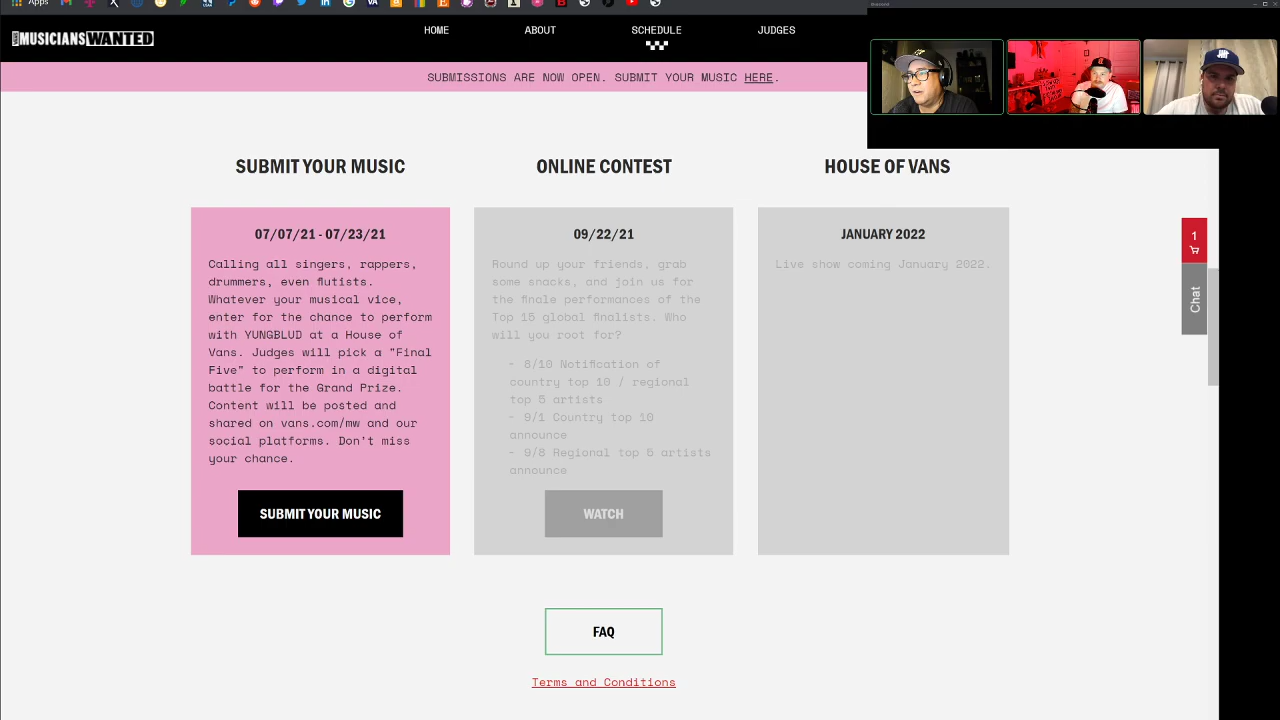 Apps
MUSICIANSWANTED
HOME
ABOUT
SCHEDULE
JUDGES
SUBMISSIONS ARE NOW OPEN. SUBMIT YOUR MUSIC HERE.
SUBMIT YOUR MUSIC
07/07/21 - 07/23/21
Calling all singers, rappers,
drummers, even flutists.
Whatever your musical vice,
enter for the chance to perform
with YUNGBLUD at a House of
Vans. Judges will pick a "Final
Five" to perform in a digital
battle for the Grand Prize.
Content will be posted and
shared on vans.com/mw and our
social platforms. Don't miss
your chance.
SUBMIT YOUR MUSIC
ONLINE CONTEST
09/22/21
Round up your friends, grab
some snacks, and join us for
the finale performances of the
Top 15 global finalists. Who
will you root for?
- 8/10 Notification of
country top 10 / regional
top 5 artists
- 9/1 Country top 10
announce
- 9/8 Regional top 5 artists
announce
WATCH
HOUSE OF VANS
JANUARY 2022
Live show coming January 2022.
1
Chat
FAQ
Terms and Conditions